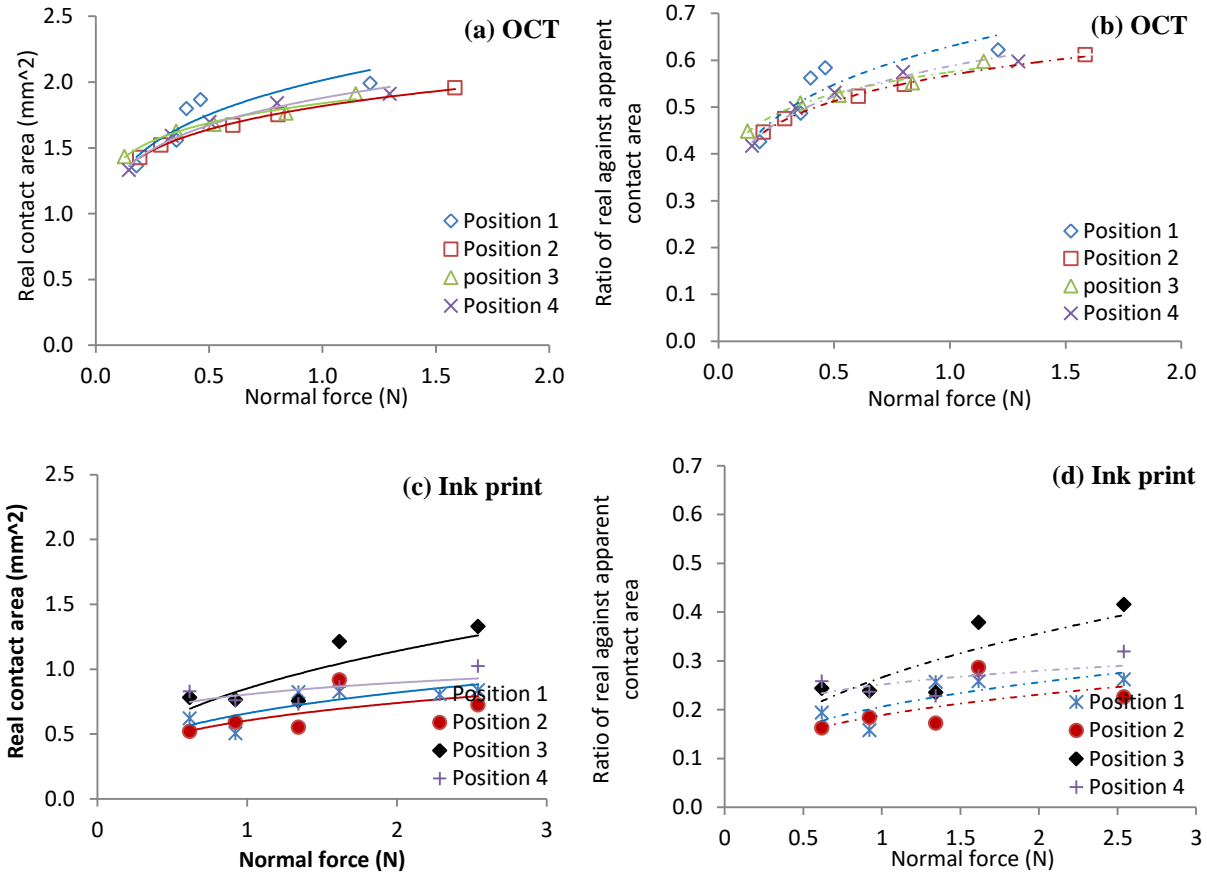 (a) OCT
Real contact area (mm^2)
2.5
2.0
1.5
1.0
0.5
0.0
0.0 0.5 1.0 1.5 2.0
Normal force (N)
Position 1
Position 2
position 3
Position 4
(b) OCT
Ratio of real against apparent
contact area
0.7
0.6
0.5
0.4
0.3
0.2
0.1
0.0
0.0 0.5 1.0 1.5 2.0
Normal force (N)
Position 1
Position 2
position 3
Position 4
(c) Ink print
Real contact area (mm^2)
2.5
2.0
1.5
1.0
0.5
0.0
0 1 2 3
Normal force (N)
Position 1
Position 2
Position 3
Position 4
(d) Ink print
Ratio of real against apparent
contact area
0.7
0.6
0.5
0.4
0.3
0.2
0.1
0.0
0 0.5 1 1.5 2 2.5 3
Normal force (N)
Position 1
Position 2
Position 3
Position 4